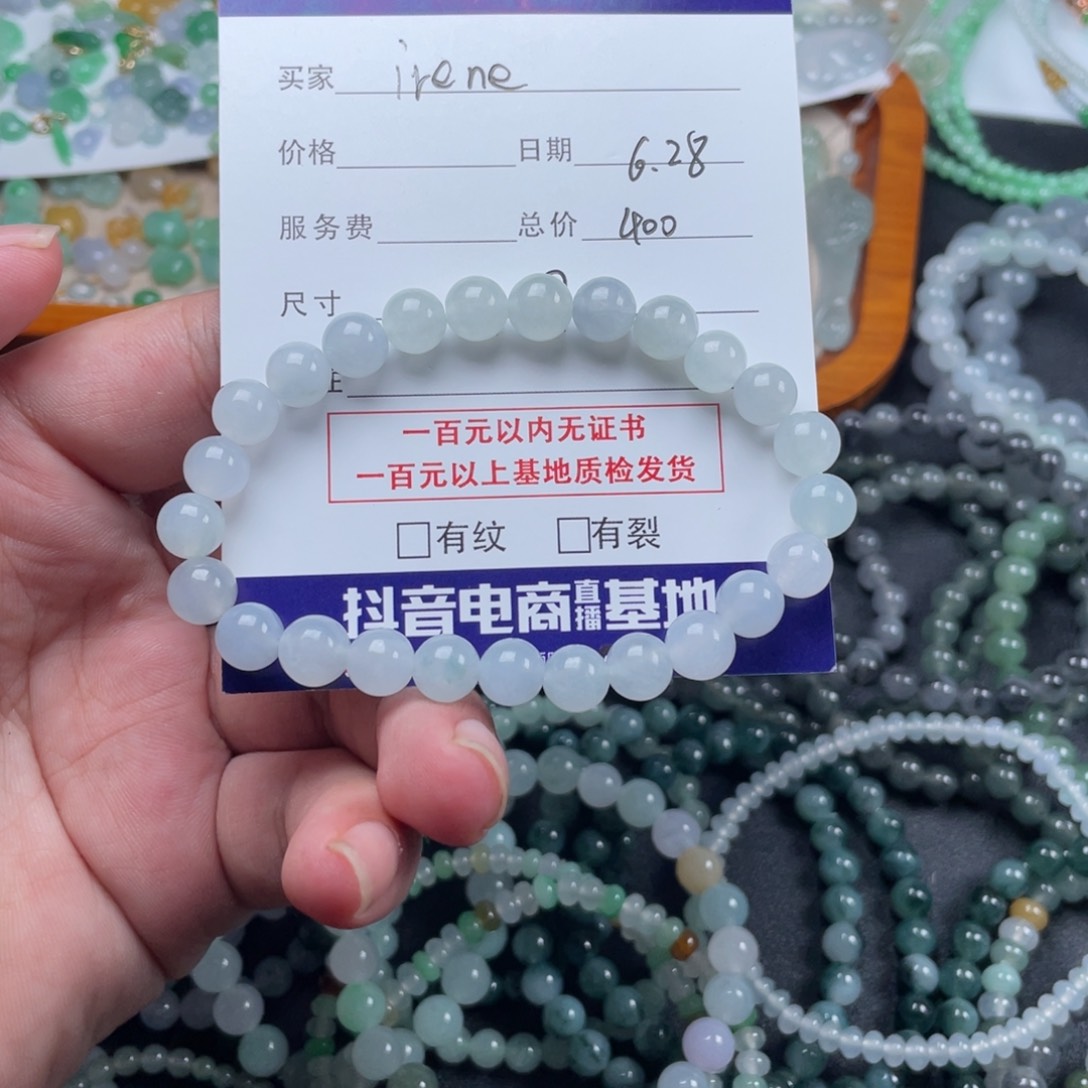 买家 irene
价格 日期 6.28
服务费 总价 400
尺寸
一百元以内无证书
一百元以上基地质检发货
□有纹 □有裂
抖音电商直播基地